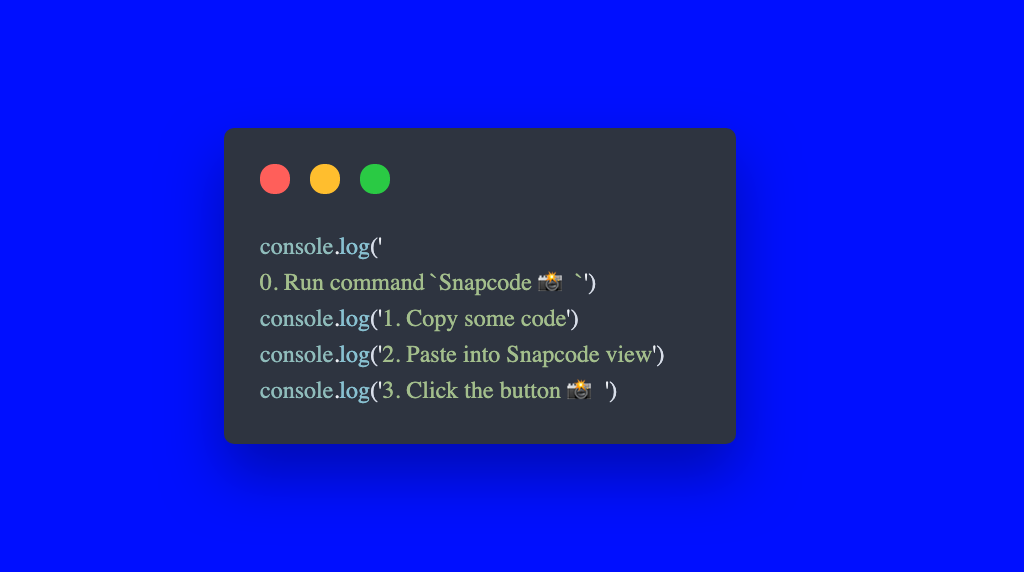 console.log('
0. Run command `Snapcode 📸 `')
console.log('1. Copy some code')
console.log('2. Paste into Snapcode view')
console.log('3. Click the button 📸 ')